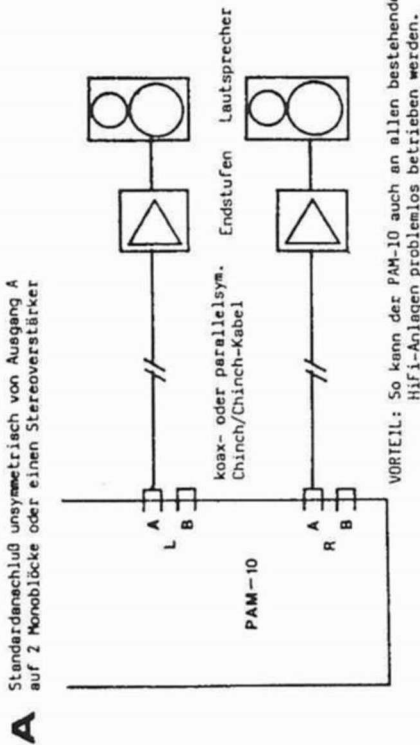 A
Standardanschluß unsymmetrisch von Ausgang A
auf 2 Monoblöcke oder einen Stereoverstärker
PAM-10
L
A
B
R
A
B
koax- oder parallelsym.
Chinch/Chinch-Kabel
Endstufen
Lautsprecher
VORTEIL: So kann der PAM-10 auch an allen bestehende
HiFi-Anlagen problemlos betrieben werden.